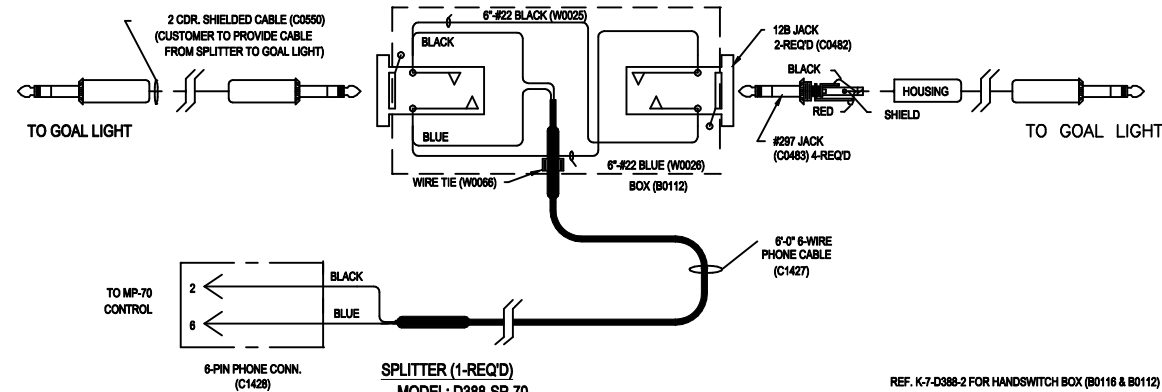 2 CDR. SHIELDED CABLE (C0550)
(CUSTOMER TO PROVIDE CABLE
FROM SPLITTER TO GOAL LIGHT)
TO GOAL LIGHT
6"-#22 BLACK (W0025)
BLACK
BLUE
6"-#22 BLUE (W0026)
WIRE TIE (W0066)
BOX (B0112)
12B JACK
2-REQ'D (C0482)
BLACK
RED
SHIELD
HOUSING
#297 JACK
(C0483) 4-REQ'D
TO GOAL LIGHT
6'-0" 6-WIRE
PHONE CABLE
(C1427)
TO MP-70
CONTROL
2
6
BLACK
BLUE
6-PIN PHONE CONN.
(C1428)
SPLITTER (1-REQ'D)
MODEL: D388-SP-70
REF. K-7-D388-2 FOR HANDSWITCH BOX (B0116 & B0112)